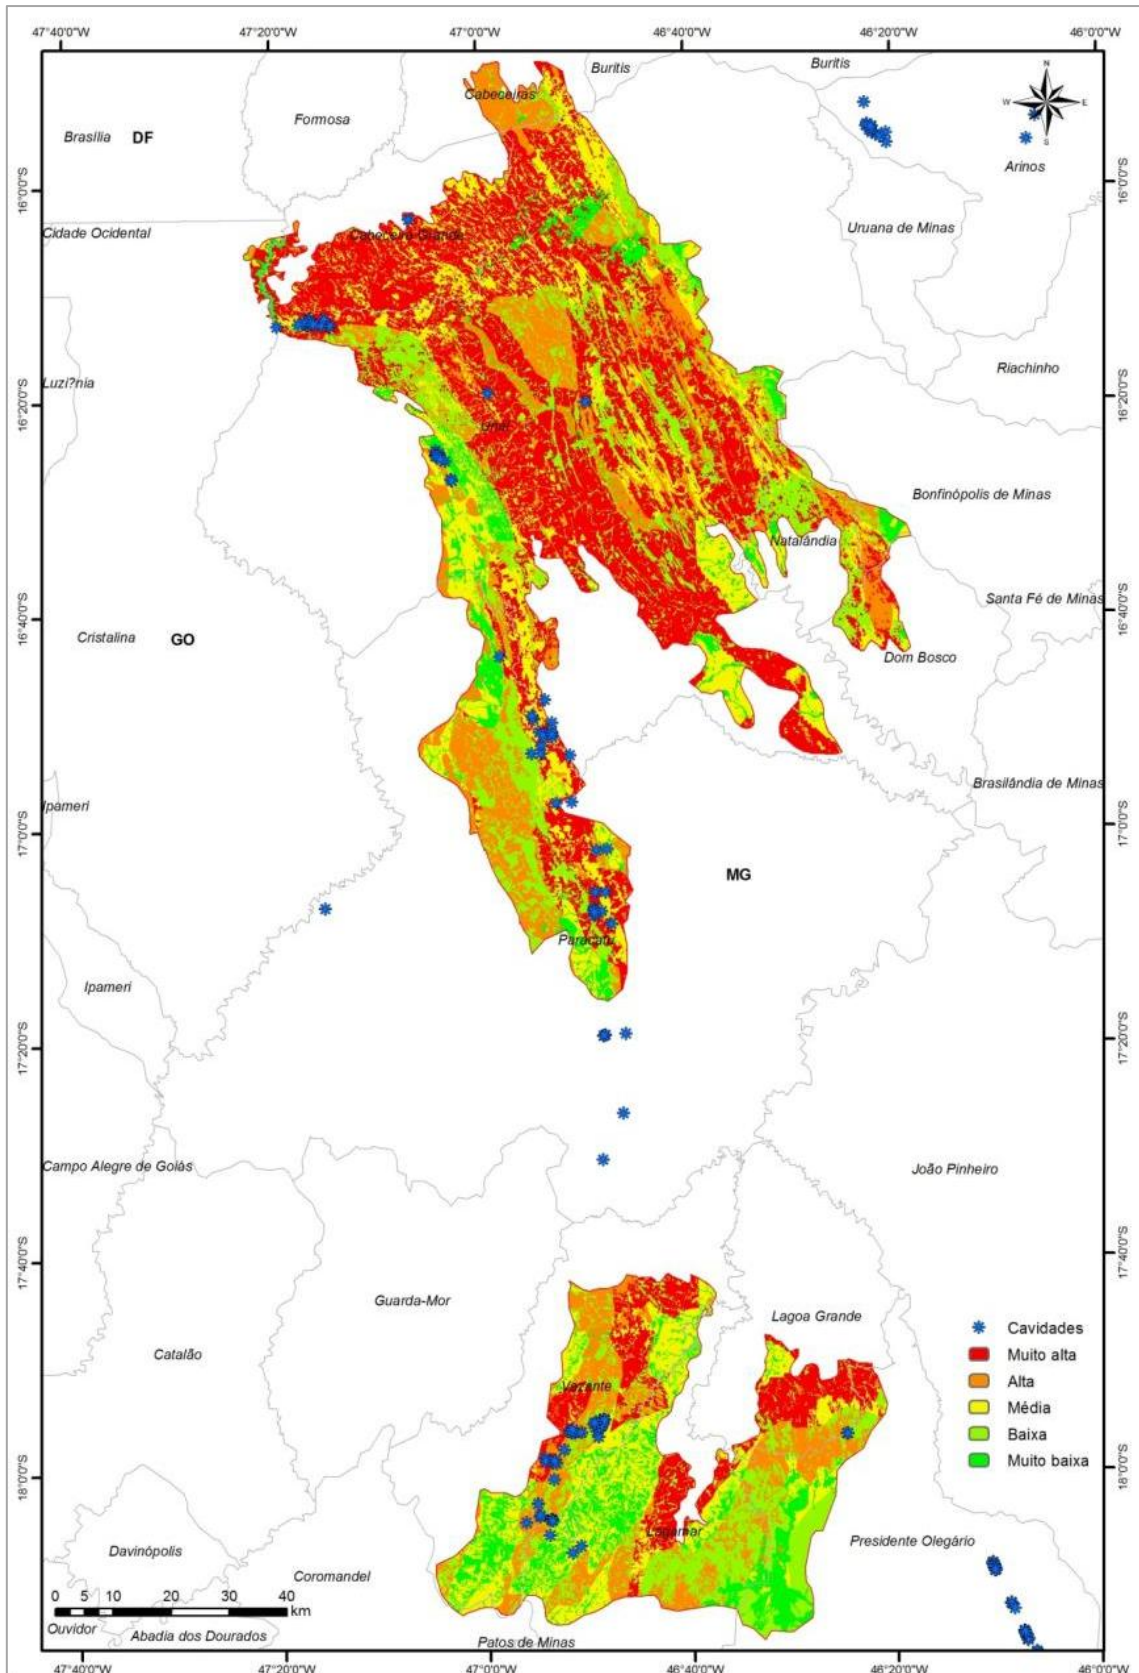 47°40'0"W 47°20'0"W 47°0'0"W 46°40'0"W 46°20'0"W 46°0'0"W
Buritis
Buritis
Cabeceiras
N
W E
S
Formosa
Brasília DF
Arinos
16°0'0"S
16°0'0"S
Cidade Ocidental
Cabeceira Grande
Uruana de Minas
Luzi?nia
Riachinho
16°20'0"S
16°20'0"S
Unaí
Bonfinópolis de Minas
Natalândia
Santa Fé de Minas
16°40'0"S
16°40'0"S
Cristalina GO
Dom Bosco
Brasilândia de Minas
Ipameri
17°0'0"S
17°0'0"S
MG
Paracatu
Ipameri
17°20'0"S
17°20'0"S
Campo Alegre de Goiás
João Pinheiro
17°40'0"S
17°40'0"S
Guarda-Mor
Lagoa Grande
Catalão
Vazante
Cavidades
Muito alta
Alta
Média
Baixa
Muito baixa
18°0'0"S
18°0'0"S
Lagamar
Presidente Olegário
Davinópolis
Coromandel
0 5 10 20 30 40
km
Ouvidor
Abadia dos Dourados
Patos de Minas
47°40'0"W 47°20'0"W 47°0'0"W 46°40'0"W 46°20'0"W 46°0'0"W